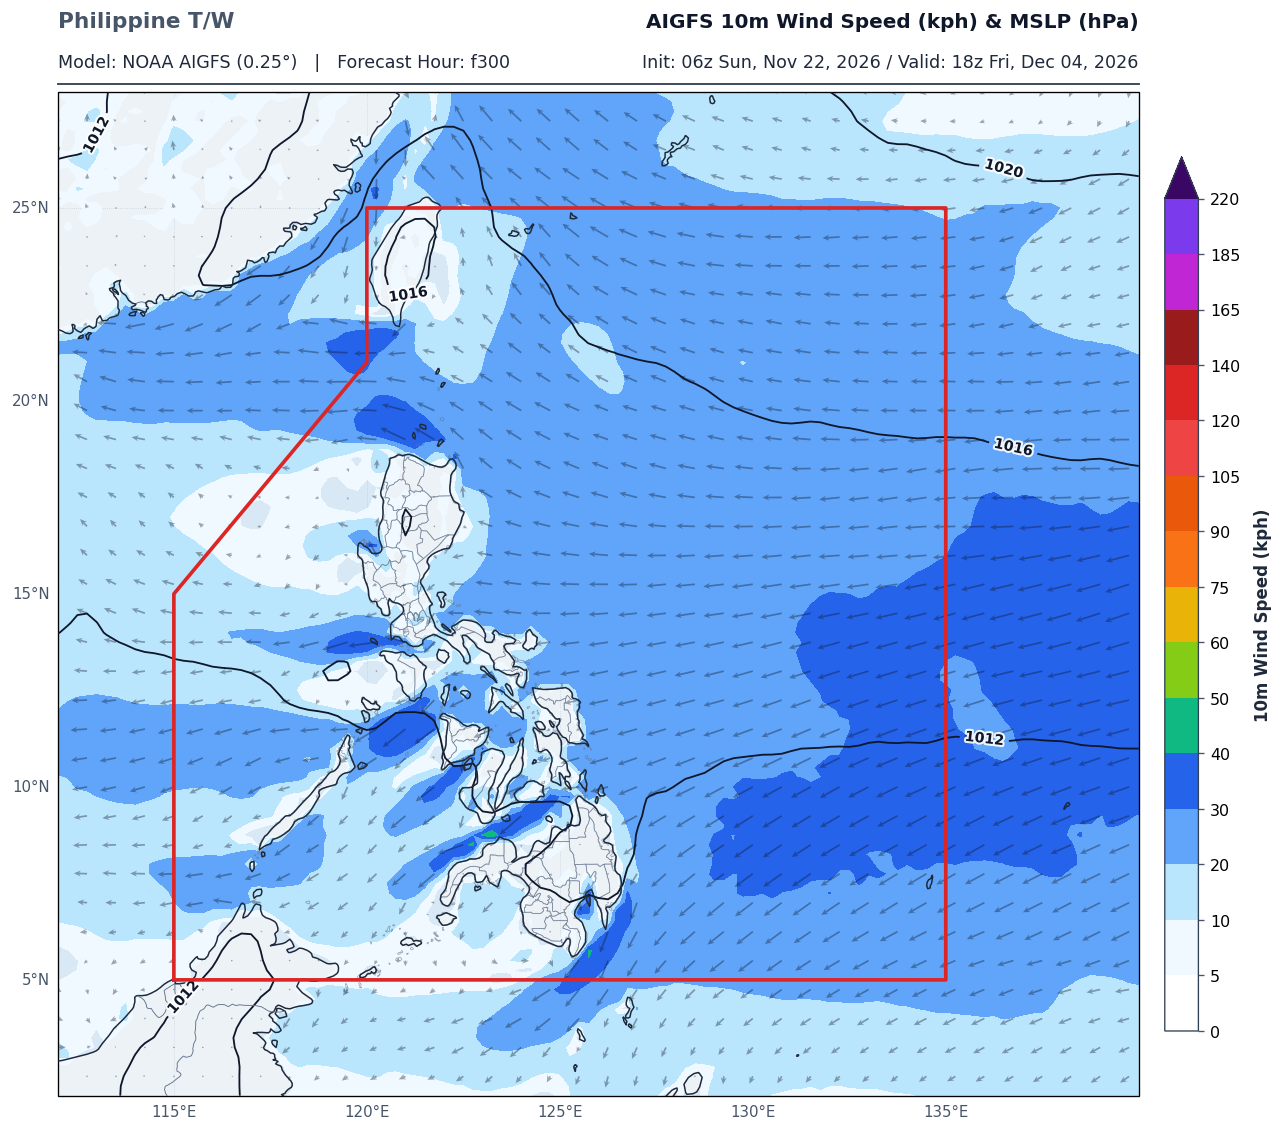 Philippine T/W
AIGFS 10m Wind Speed (kph) & MSLP (hPa)
Model: NOAA AIGFS (0.25°)   |   Forecast Hour: f300
Init: 06z Sun, Nov 22, 2026 / Valid: 18z Fri, Dec 04, 2026
1012
1020
1016
1016
1012
1012
25°N
20°N
15°N
10°N
5°N
115°E
120°E
125°E
130°E
135°E
220
185
165
140
120
105
90
75
60
50
40
30
20
10
5
0
10m Wind Speed (kph)